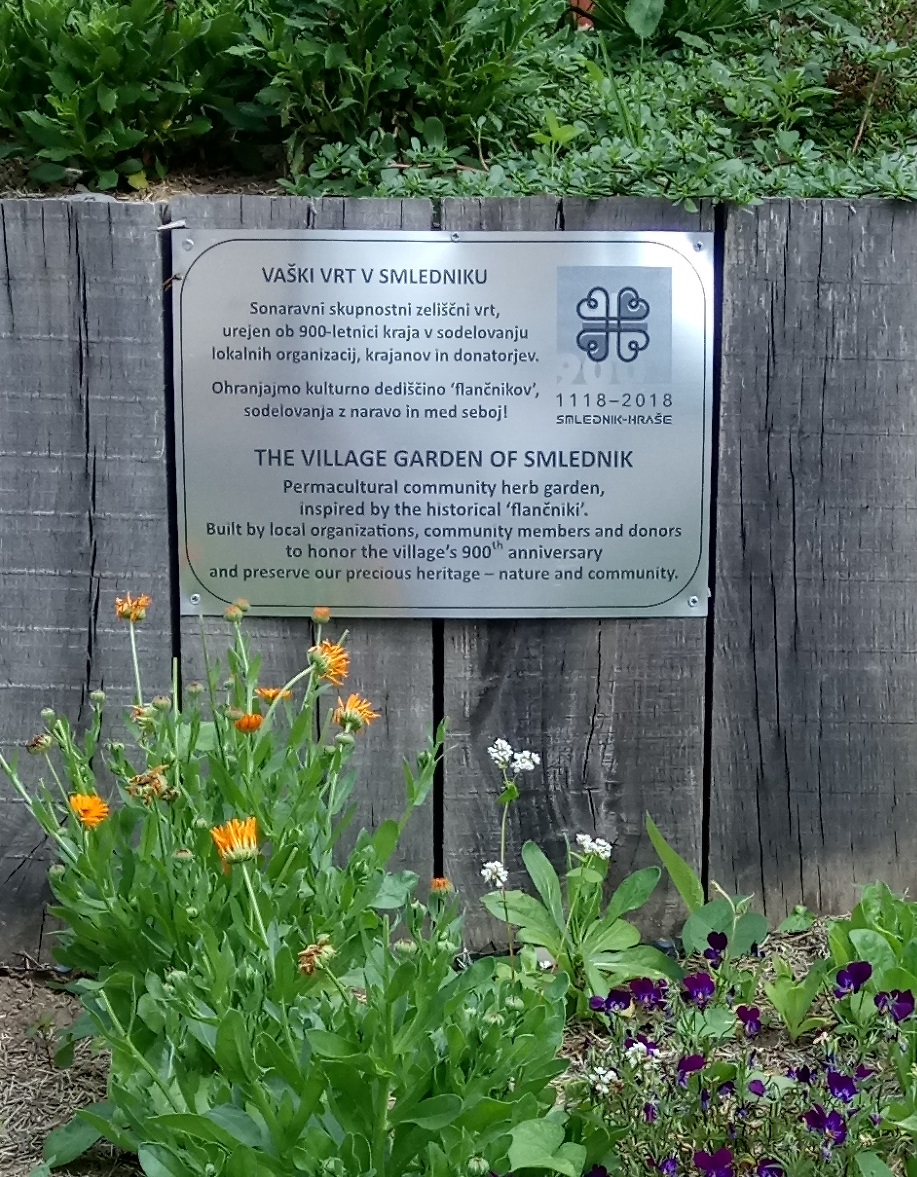 VAŠKI VRT V SMLEDNIKU
Sonaravni skupnostni zeliščni vrt,
urejen ob 900-letnici kraja v sodelovanju
lokalnih organizacij, krajanov in donatorjev.
Ohranjajmo kulturno dediščino 'flančnikov',
sodelovanja z naravo in med seboj!
900
1118–2018
SMLEDNIK-HRAŠE
THE VILLAGE GARDEN OF SMLEDNIK
Permacultural community herb garden,
inspired by the historical 'flančniki'.
Built by local organizations, community members and donors
to honor the village's 900th anniversary
and preserve our precious heritage – nature and community.